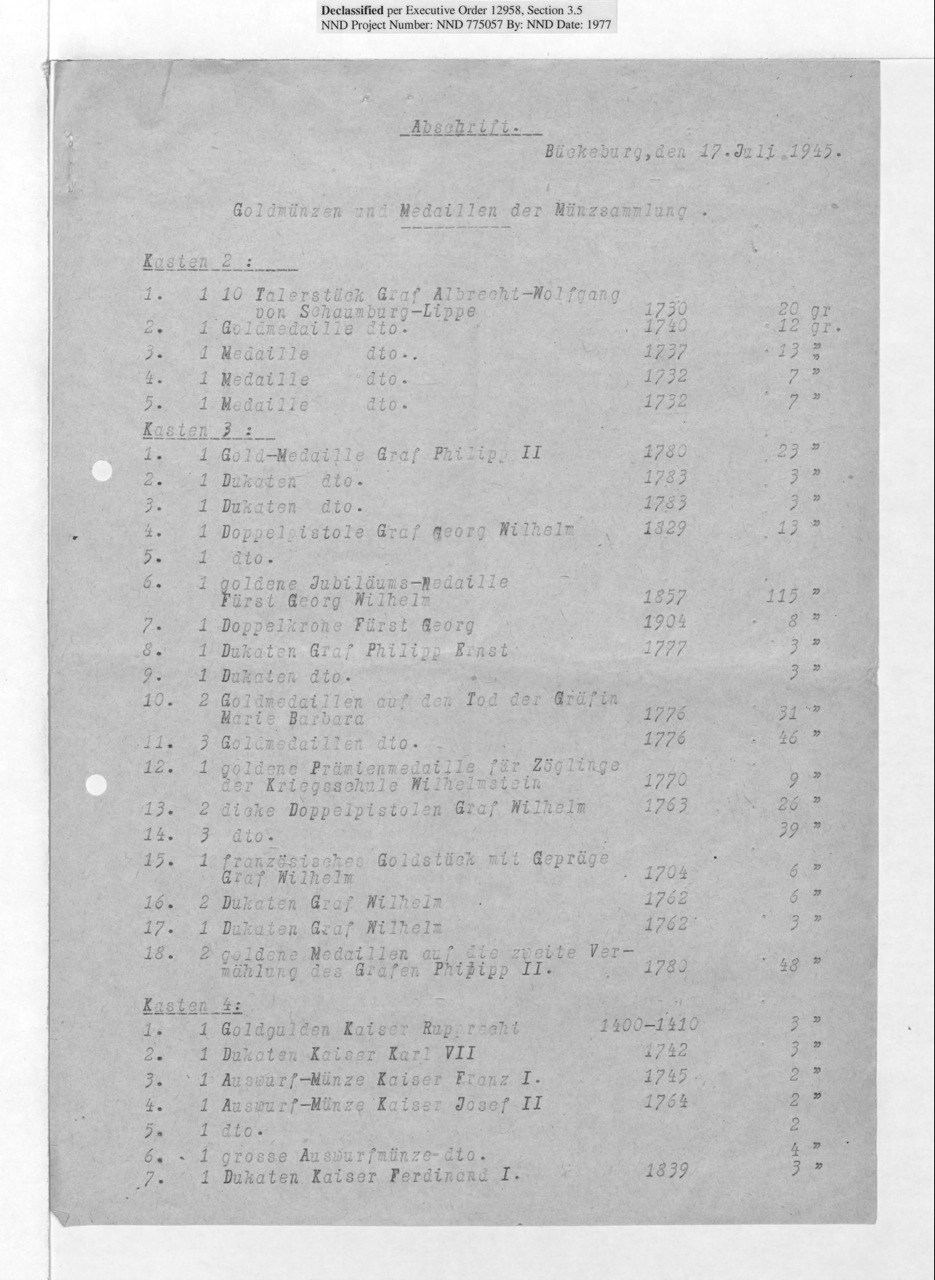 Declassified per Executive Order 12958, Section 3.5
NND Project Number: NND 775057 By: NND Date: 1977
Abschrift.
Bückeburg, den 17. Juli 1945.
Goldmünzen und Medaillen der Münzsammlung .
Kasten 2 :
1. 1 10 Talerstück Graf Albrecht-Wolfgang
von Schaumburg-Lippe 1730 20 gr
2. 1 Goldmedaille dto. 1740 12 gr.
3. 1 Medaille dto.. 1737 13 "
4. 1 Medaille dto. 1732 7 "
5. 1 Medaille dto. 1732 7 "
Kasten 3 :
1. 1 Gold-Medaille Graf Philipp II 1780 23 "
2. 1 Dukaten dto. 1783 3 "
3. 1 Dukaten dto. 1783 3 "
4. 1 Doppelpistole Graf georg Wilhelm 1829 13 "
5. 1 dto.
6. 1 goldene Jubiläums-Medaille
Fürst Georg Wilhelm 1857 115 "
7. 1 Doppelkrone Fürst Georg 1904 8 "
8. 1 Dukaten Graf Philipp Ernst 1777 3 "
9. 1 Dukaten dto. 3 "
10. 2 Goldmedaillen auf den Tod der Gräfin
Marie Barbara 1776 31 "
11. 3 Goldmedaillen dto. 1776 46 "
12. 1 goldene Prämienmedaille für Zöglinge
der Kriegsschule Wilhelmstein 1770 9 "
13. 2 dicke Doppelpistolen Graf Wilhelm 1763 26 "
14. 3 dto. 39 "
15. 1 französisches Goldstück mit Gepräge
Graf Wilhelm 1704 6 "
16. 2 Dukaten Graf Wilhelm 1762 6 "
17. 1 Dukaten Graf Wilhelm 1762 3 "
18. 2 goldene Medaillen auf die zweite Ver-
mählung des Grafen Philipp II. 1780 48 "
Kasten 4:
1. 1 Goldgulden Kaiser Rupprecht 1400-1410 3 "
2. 1 Dukaten Kaiser Karl VII 1742 3 "
3. 1 Auswurf-Münze Kaiser Franz I. 1745 2 "
4. 1 Auswurf-Münze Kaiser Josef II 1764 2 "
5. 1 dto. 2
6. 1 grosse Auswurfmünze dto. 4 "
7. 1 Dukaten Kaiser Ferdinand I. 1839 3 "